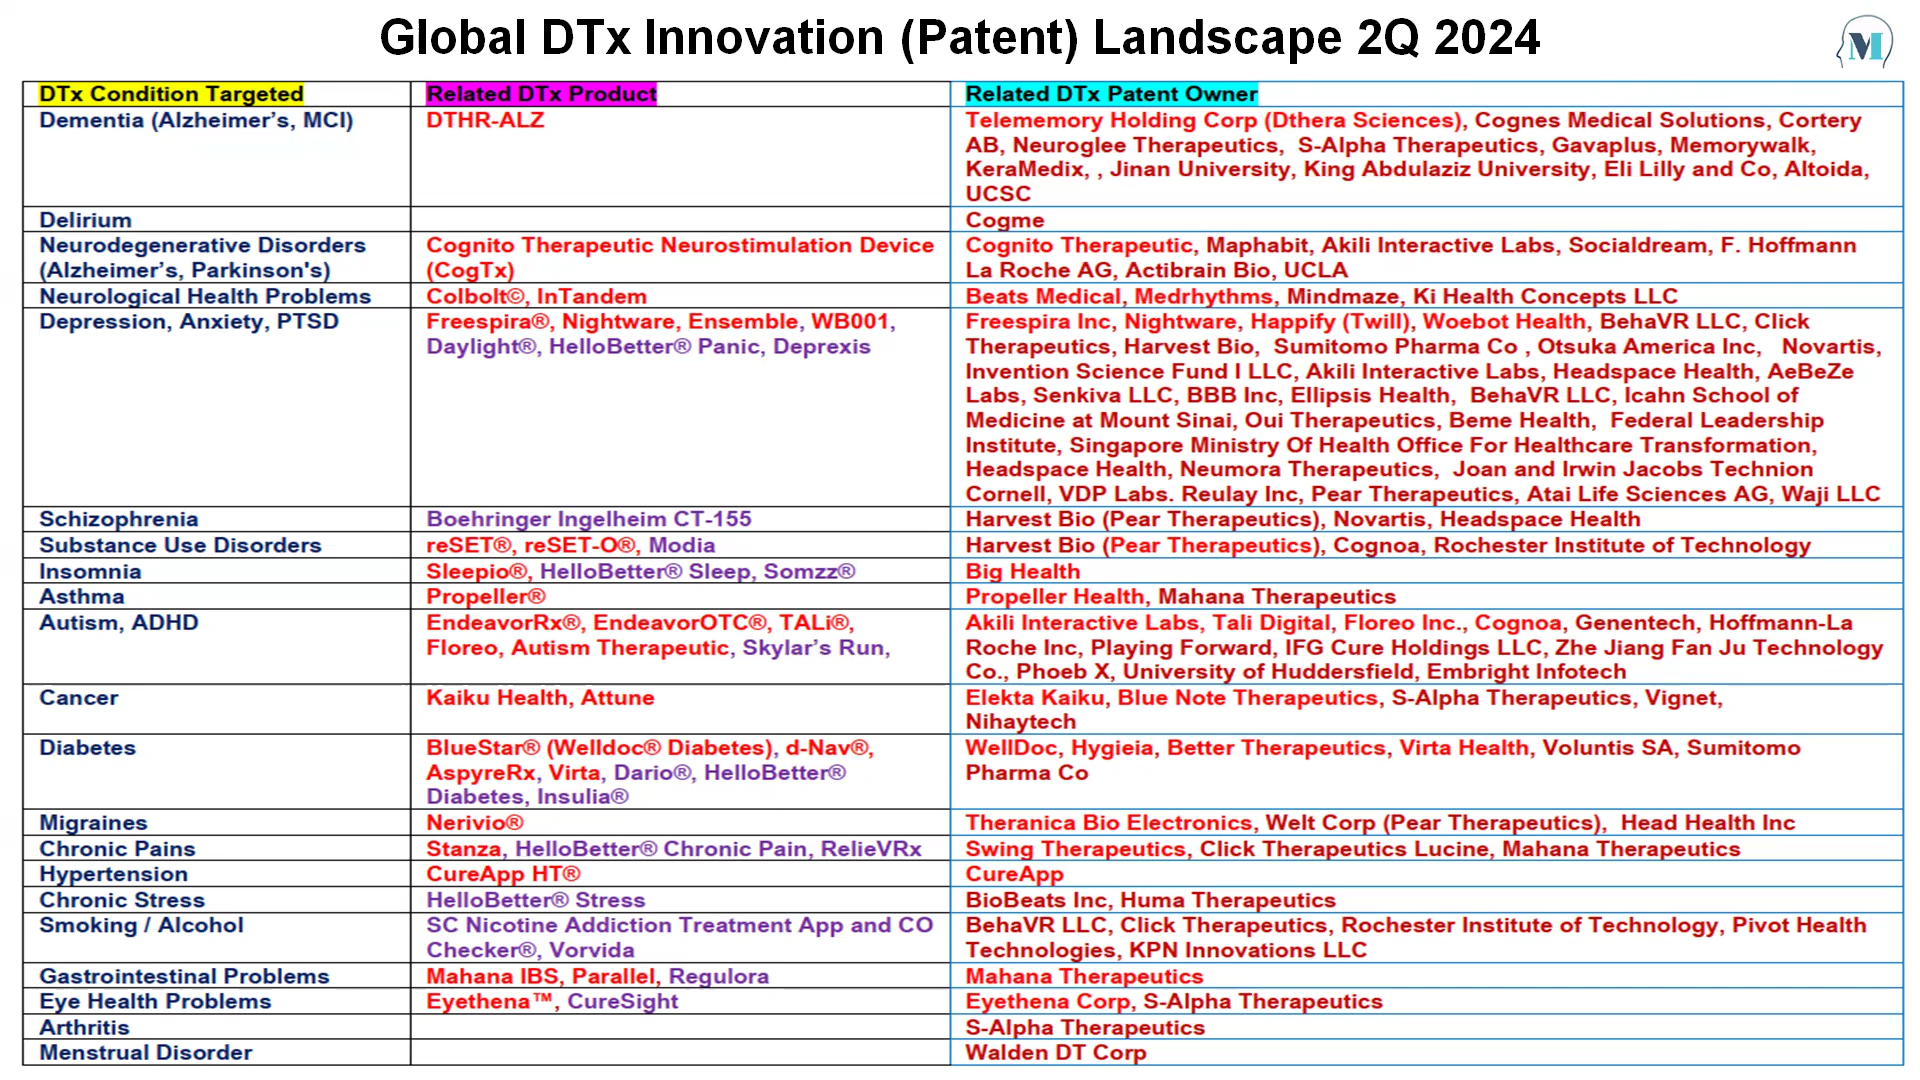 Global DTx Innovation (Patent) Landscape 2Q 2024
M
DTx Condition Targeted
Related DTx Product
Related DTx Patent Owner
Dementia (Alzheimer’s, MCI)
DTHR-ALZ
Telememory Holding Corp (Dthera Sciences), Cognes Medical Solutions, Cortery
AB, Neuroglee Therapeutics, S-Alpha Therapeutics, Gavaplus, Memorywalk,
KeraMedix, , Jinan University, King Abdulaziz University, Eli Lilly and Co, Altoida,
UCSC
Delirium
Cogme
Neurodegenerative Disorders
(Alzheimer’s, Parkinson's)
Cognito Therapeutic Neurostimulation Device
(CogTx)
Cognito Therapeutic, Maphabit, Akili Interactive Labs, Socialdream, F. Hoffmann
La Roche AG, Actibrain Bio, UCLA
Neurological Health Problems
Colbolt©, InTandem
Beats Medical, Medrhythms, Mindmaze, Ki Health Concepts LLC
Depression, Anxiety, PTSD
Freespira®, Nightware, Ensemble, WB001,
Daylight®, HelloBetter® Panic, Deprexis
Freespira Inc, Nightware, Happify (Twill), Woebot Health, BehaVR LLC, Click
Therapeutics, Harvest Bio, Sumitomo Pharma Co , Otsuka America Inc, Novartis,
Invention Science Fund I LLC, Akili Interactive Labs, Headspace Health, AeBeZe
Labs, Senkiva LLC, BBB Inc, Ellipsis Health, BehaVR LLC, Icahn School of
Medicine at Mount Sinai, Oui Therapeutics, Beme Health, Federal Leadership
Institute, Singapore Ministry Of Health Office For Healthcare Transformation,
Headspace Health, Neumora Therapeutics, Joan and Irwin Jacobs Technion
Cornell, VDP Labs. Reulay Inc, Pear Therapeutics, Atai Life Sciences AG, Waji LLC
Schizophrenia
Boehringer Ingelheim CT-155
Harvest Bio (Pear Therapeutics), Novartis, Headspace Health
Substance Use Disorders
reSET®, reSET-O®, Modia
Harvest Bio (Pear Therapeutics), Cognoa, Rochester Institute of Technology
Insomnia
Sleepio®, HelloBetter® Sleep, Somzz®
Big Health
Asthma
Propeller®
Propeller Health, Mahana Therapeutics
Autism, ADHD
EndeavorRx®, EndeavorOTC®, TALi®,
Floreo, Autism Therapeutic, Skylar’s Run,
Akili Interactive Labs, Tali Digital, Floreo Inc., Cognoa, Genentech, Hoffmann-La
Roche Inc, Playing Forward, IFG Cure Holdings LLC, Zhe Jiang Fan Ju Technology
Co., Phoeb X, University of Huddersfield, Embright Infotech
Cancer
Kaiku Health, Attune
Elekta Kaiku, Blue Note Therapeutics, S-Alpha Therapeutics, Vignet,
Nihaytech
Diabetes
BlueStar® (Welldoc® Diabetes), d-Nav®,
AspyreRx, Virta, Dario®, HelloBetter®
Diabetes, Insulia®
WellDoc, Hygieia, Better Therapeutics, Virta Health, Voluntis SA, Sumitomo
Pharma Co
Migraines
Nerivio®
Theranica Bio Electronics, Welt Corp (Pear Therapeutics), Head Health Inc
Chronic Pains
Stanza, HelloBetter® Chronic Pain, RelieVRx
Swing Therapeutics, Click Therapeutics Lucine, Mahana Therapeutics
Hypertension
CureApp HT®
CureApp
Chronic Stress
HelloBetter® Stress
BioBeats Inc, Huma Therapeutics
Smoking / Alcohol
SC Nicotine Addiction Treatment App and CO
Checker®, Vorvida
BehaVR LLC, Click Therapeutics, Rochester Institute of Technology, Pivot Health
Technologies, KPN Innovations LLC
Gastrointestinal Problems
Mahana IBS, Parallel, Regulora
Mahana Therapeutics
Eye Health Problems
Eyethena™, CureSight
Eyethena Corp, S-Alpha Therapeutics
Arthritis
S-Alpha Therapeutics
Menstrual Disorder
Walden DT Corp